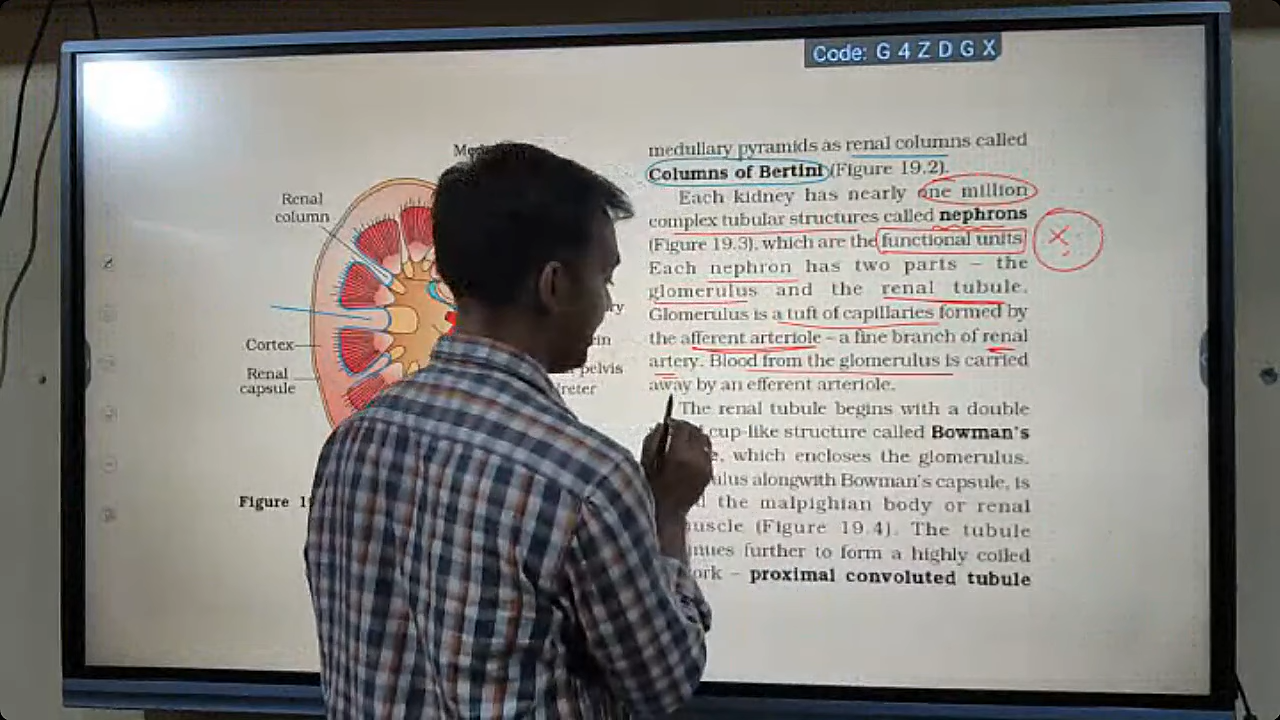 Code: G 4 Z D G X
medullary pyramids as renal columns called
Columns of Bertini (Figure 19.2).
Each kidney has nearly one million
complex tubular structures called nephrons
(Figure 19.3), which are the functional units
Each nephron has two parts – the
glomerulus and the renal tubule.
Glomerulus is a tuft of capillaries formed by
the afferent arteriole – a fine branch of renal
artery. Blood from the glomerulus is carried
away by an efferent arteriole.
The renal tubule begins with a double
cup-like structure called Bowman's
which encloses the glomerulus.
alongwith Bowman's capsule, is
the malpighian body or renal
(Figure 19.4). The tubule
further to form a highly coiled
– proximal convoluted tubule
Renal
column
Cortex
Renal
capsule
pelvis
Figure